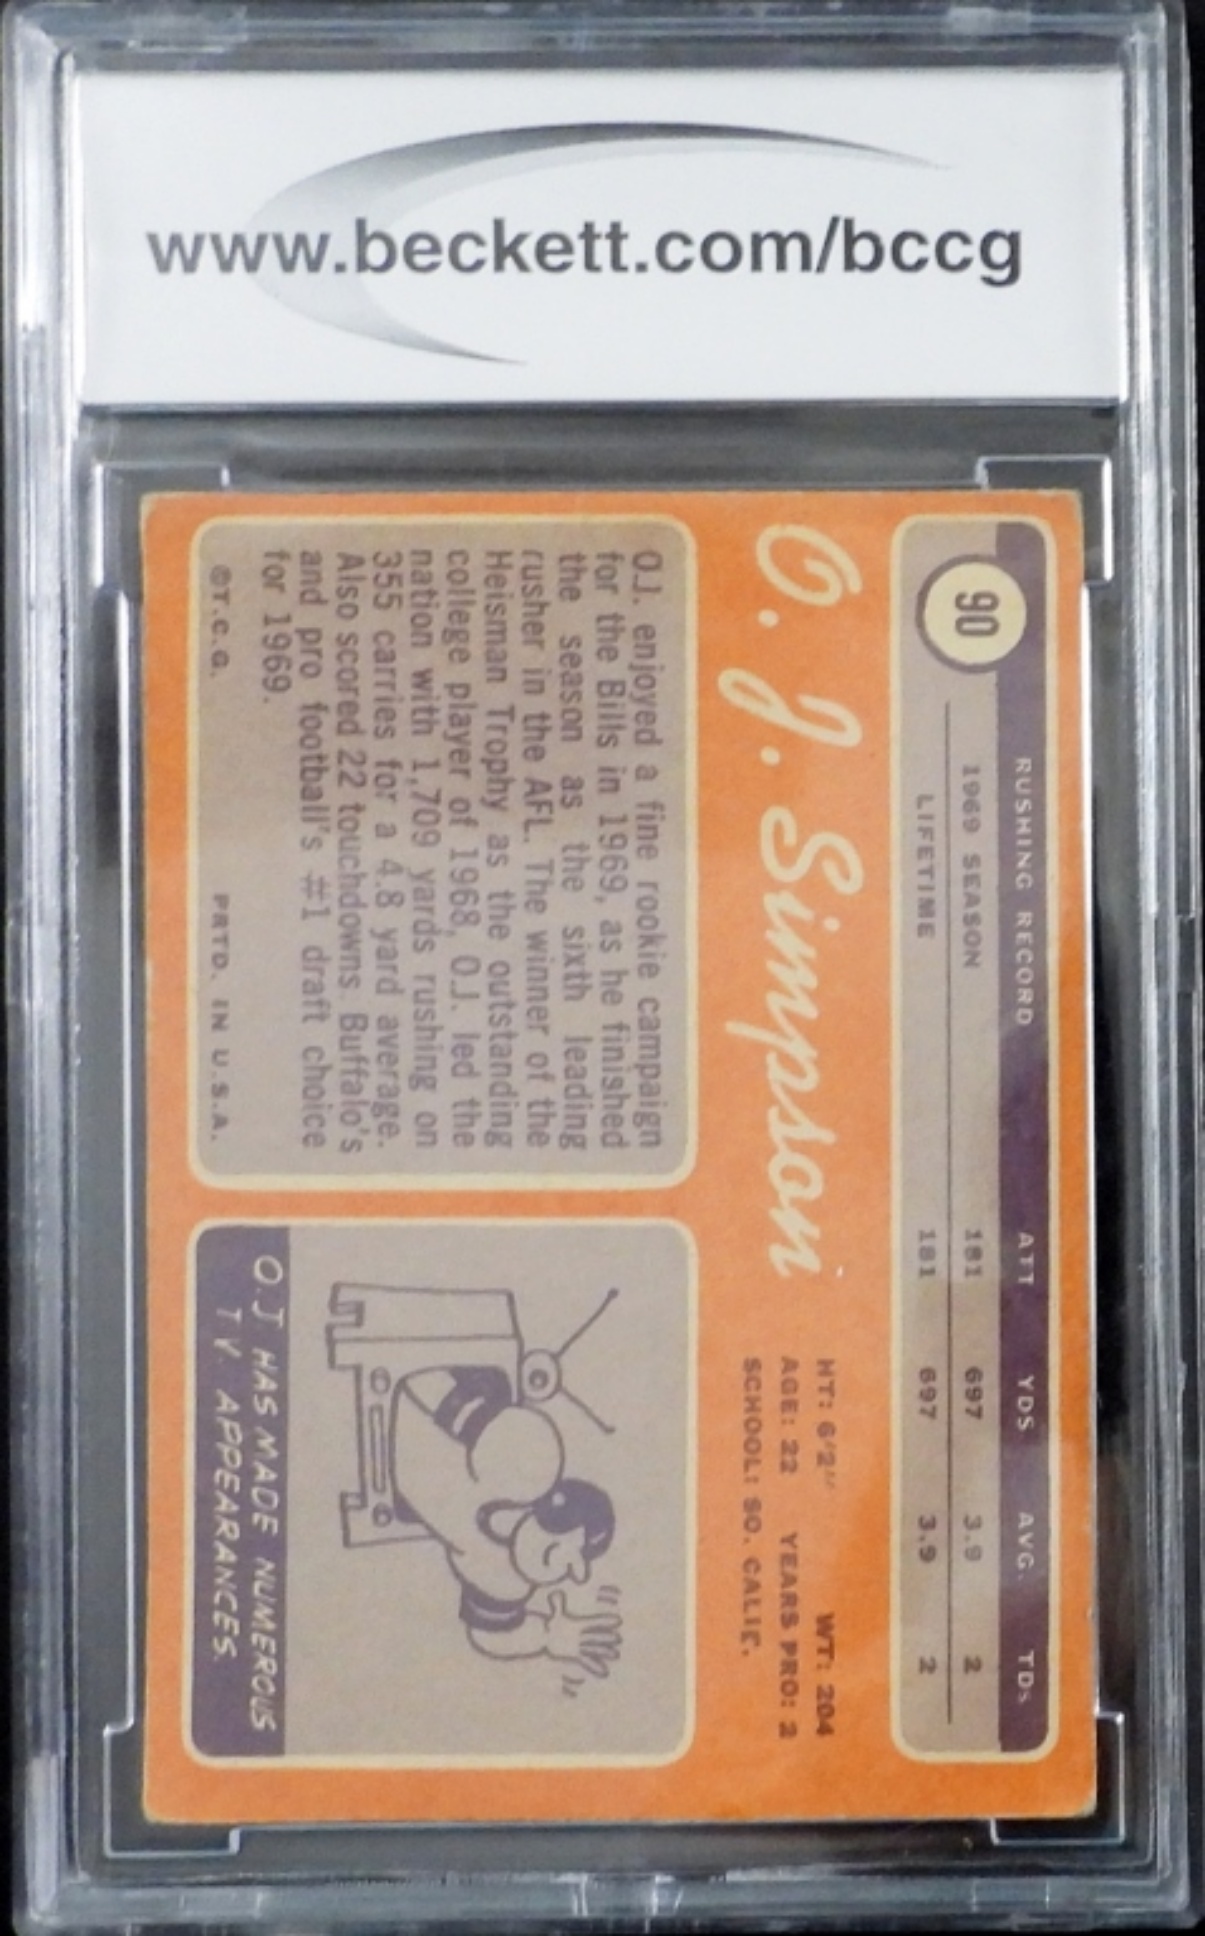 www.beckett.com/bccg
90
RUSHING RECORD ATT YDS AVG. TDs
1969 SEASON 181 697 3.9 2
LIFETIME 181 697 3.9 2
O. J. Simpson
HT: 6'2" WT: 204
AGE: 22 YEARS PRO: 2
SCHOOL: SO. CALIF.
O.J. enjoyed a fine rookie campaign
for the Bills in 1969, as he finished
the season as the sixth leading
rusher in the AFL. The winner of the
Heisman Trophy as the outstanding
college player of 1968, O.J. led the
nation with 1,709 yards rushing on
355 carries for a 4.8 yard average.
Also scored 22 touchdowns. Buffalo's
and pro football's #1 draft choice
for 1969.
©T.C.G. PRTD. IN U.S.A.
O.J. HAS MADE NUMEROUS
T.V. APPEARANCES.